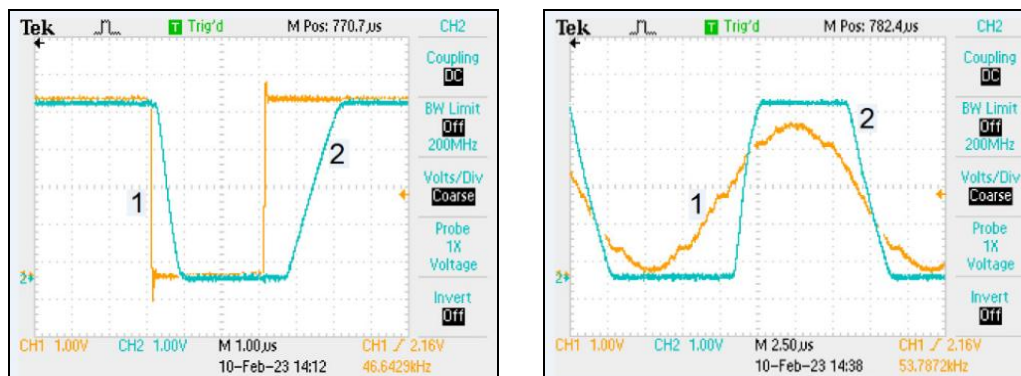 Tek
T Trig'd
M Pos: 770.7µs
CH2
Coupling
DC
BW Limit
Off
200MHz
Volts/Div
Coarse
Probe
1X
Voltage
Invert
Off
1
2
2
CH1 1.00V CH2 1.00V M 1.00µs CH1 2.16V
10-Feb-23 14:12 46.6429kHz
Tek
T Trig'd
M Pos: 782.4µs
CH2
Coupling
DC
BW Limit
Off
200MHz
Volts/Div
Coarse
Probe
1X
Voltage
Invert
Off
2
1
2
CH1 1.00V CH2 1.00V M 2.50µs CH1 2.16V
10-Feb-23 14:38 53.7872kHz